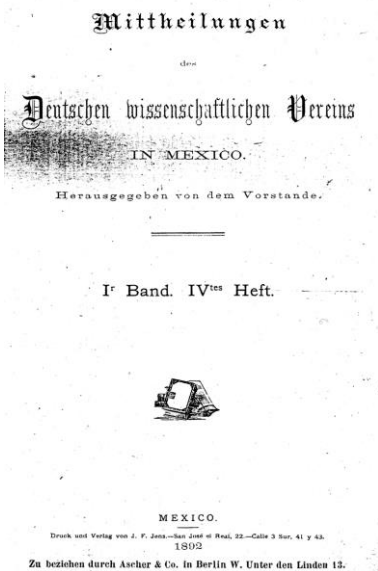 Mittheilungen
des
Deutschen wissenschaftlichen Vereins
IN MEXICO.
Herausgegeben von dem Vorstande.
Iʳ Band. IVᵗᵉˢ Heft.
MEXICO.
Druck und Verlag von J. F. Jens.—San José el Real, 22.—Calle 3 Sur, 41 y 43.
1892
Zu beziehen durch Ascher & Co. in Berlin W. Unter den Linden 13.